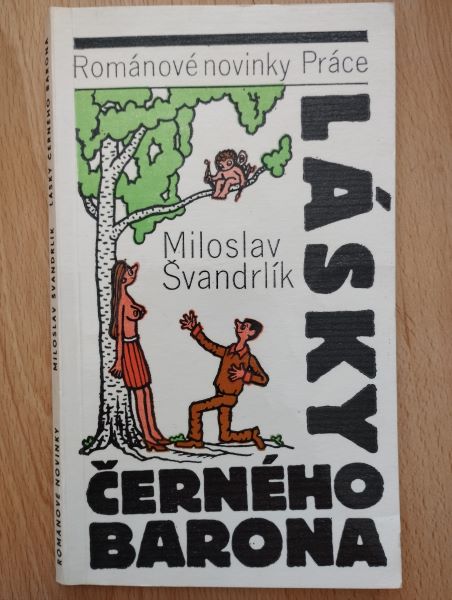 Románové novinky Práce
LÁSKY
Miloslav
Švandrlík
ČERNÉHO
BARONA
ROMÁNOVÉ NOVINKY MILOSLAV ŠVANDRLÍK LÁSKY ČERNÉHO BARONA